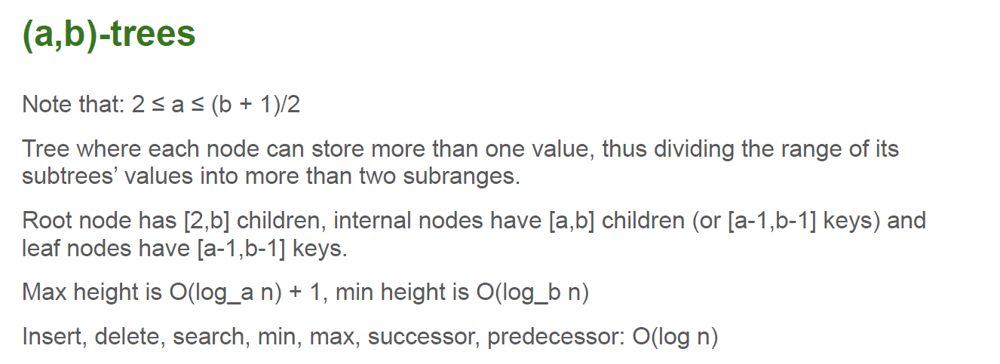 (a,b)-trees
Note that: 2 ≤ a ≤ (b + 1)/2
Tree where each node can store more than one value, thus dividing the range of its
subtrees’ values into more than two subranges.
Root node has [2,b] children, internal nodes have [a,b] children (or [a-1,b-1] keys) and
leaf nodes have [a-1,b-1] keys.
Max height is O(log_a n) + 1, min height is O(log_b n)
Insert, delete, search, min, max, successor, predecessor: O(log n)